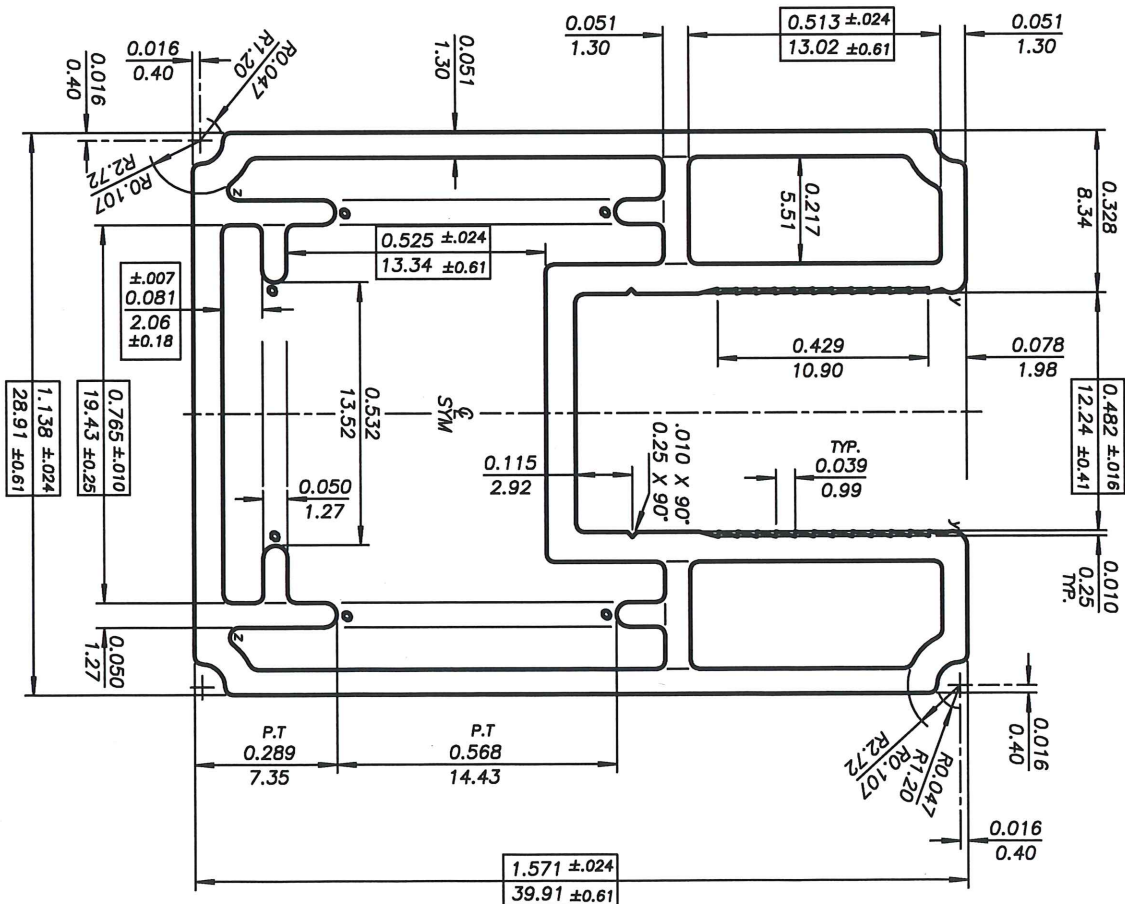 0.051
1.30
0.513 ±.024
13.02 ±0.61
0.051
1.30
0.016
0.40
R0.047
R1.20
0.051
1.30
0.016
0.40
R0.107
R2.72
z
0.217
5.51
0.328
8.34
0.525 ±.024
13.34 ±0.61
o
o
o
y
±.007
0.081
2.06
±0.18
0.429
10.90
0.078
1.98
0.532
13.52
℄
SYM
0.482 ±.016
12.24 ±0.41
1.138 ±.024
28.91 ±0.61
0.765 ±.010
19.43 ±0.25
0.050
1.27
0.115
2.92
.010 X 90°
0.25 X 90°
TYP.
0.039
0.99
y
0.010
0.25
TYP.
o
o
o
z
0.050
1.27
P.T
0.289
7.35
P.T
0.568
14.43
R0.107
R2.72
R0.047
R1.20
0.016
0.40
0.016
0.40
1.571 ±.024
39.91 ±0.61